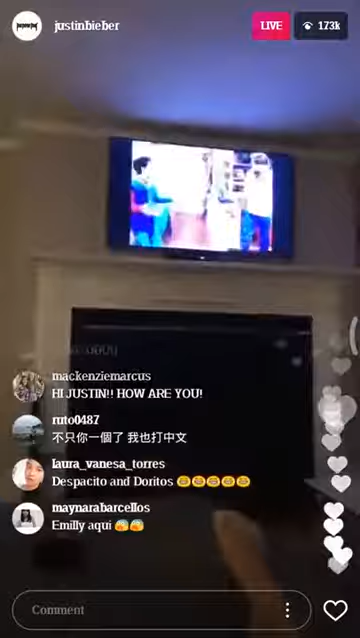 justinbieber
LIVE
173k
mackenziemarcus
HI JUSTIN!! HOW ARE YOU!
ruto0487
不只你一個了 我也打中文
laura_vanesa_torres
Despacito and Doritos 😂😂😂😂😂
maynarabarcellos
Emilly aqui 😨😨
Comment